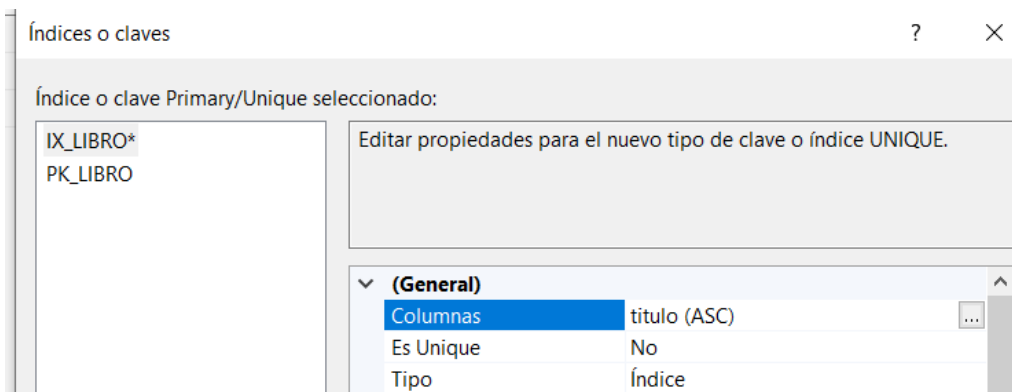 Índices o claves
?
Índice o clave Primary/Unique seleccionado:
IX_LIBRO*
PK_LIBRO
Editar propiedades para el nuevo tipo de clave o índice UNIQUE.
(General)
Columnas titulo (ASC) ...
Es Unique No
Tipo Índice